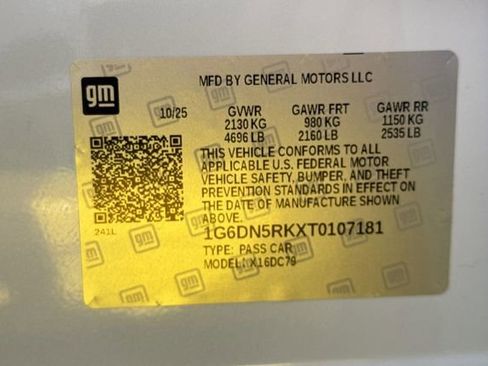 gm
MFD BY GENERAL MOTORS LLC
10/25 GVWR GAWR FRT GAWR RR
2130 KG 980 KG 1150 KG
4696 LB 2160 LB 2535 LB
THIS VEHICLE CONFORMS TO ALL
APPLICABLE U.S. FEDERAL MOTOR
VEHICLE SAFETY, BUMPER, AND THEFT
PREVENTION STANDARDS IN EFFECT ON
THE DATE OF MANUFACTURE SHOWN
ABOVE.
241L
1G6DN5RKXT0107181
TYPE: PASS CAR
MODEL: X16DC79